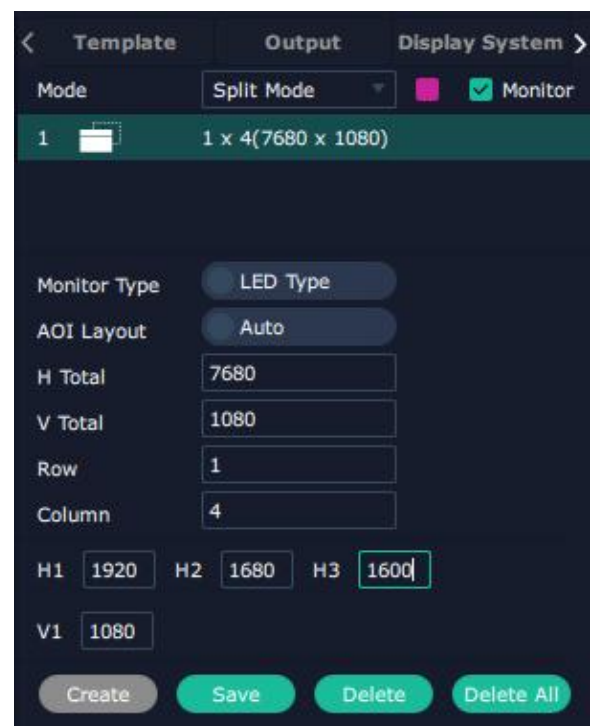 Template Output Display System
Mode Split Mode Monitor
1 1 x 4(7680 x 1080)
Monitor Type LED Type
AOI Layout Auto
H Total 7680
V Total 1080
Row 1
Column 4
H1 1920 H2 1680 H3 1600
V1 1080
Create Save Delete Delete All